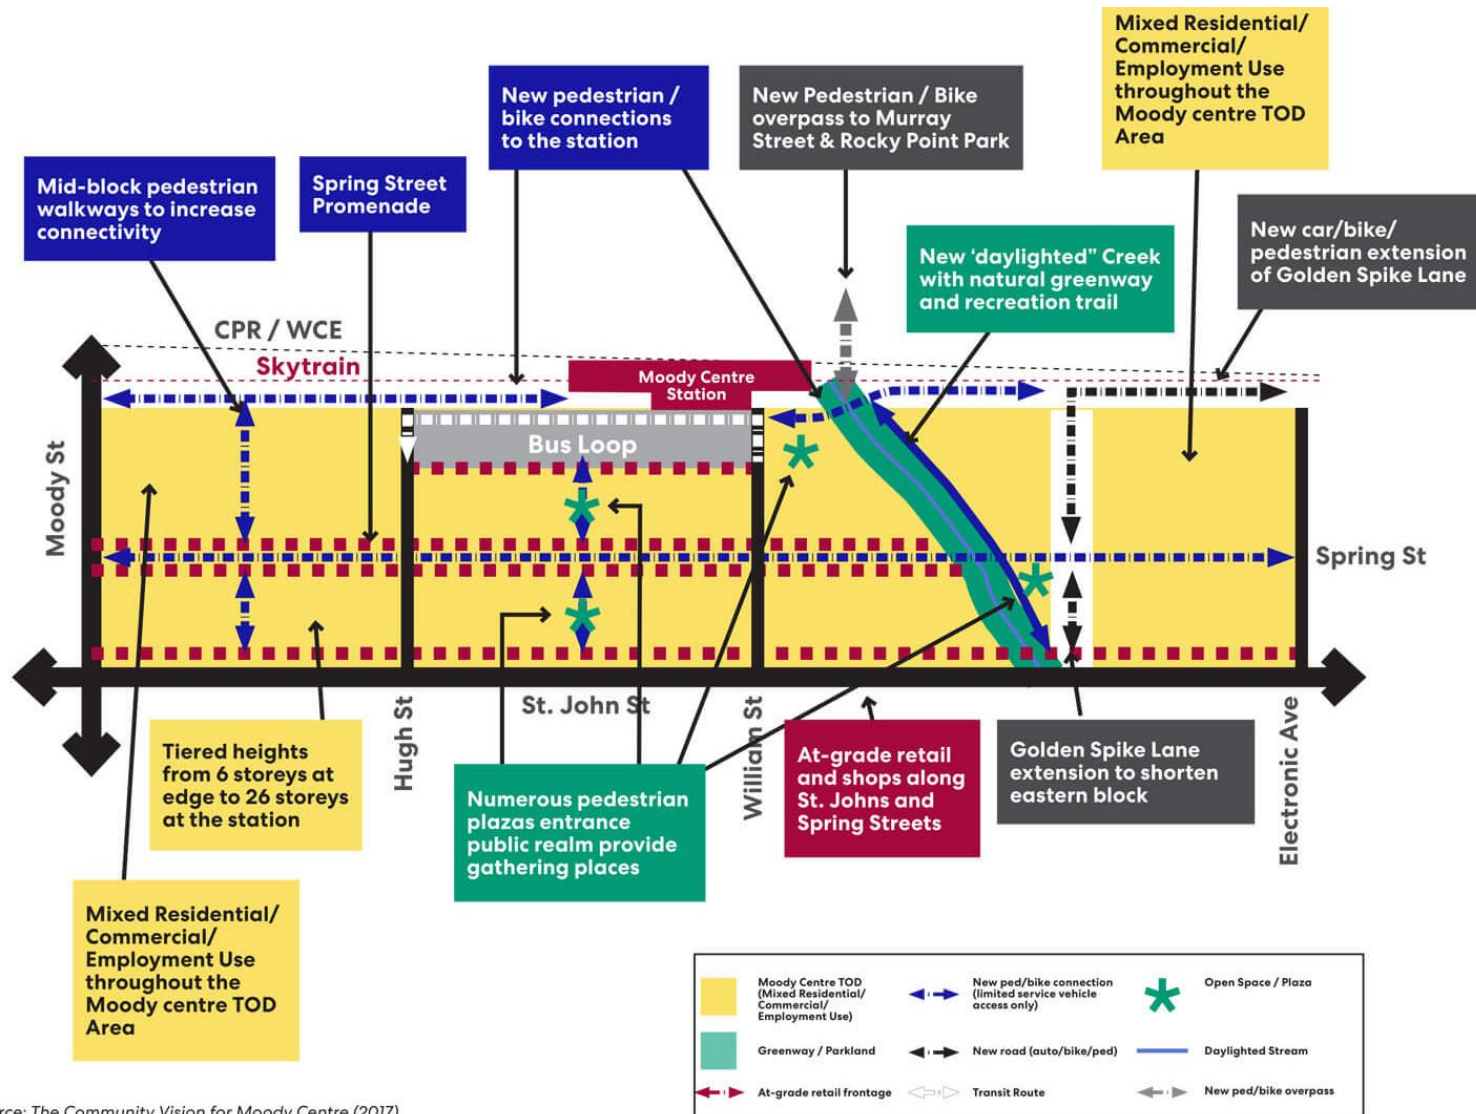 Mixed Residential/
Commercial/
Employment Use
throughout the
Moody centre TOD
Area
New pedestrian /
bike connections
to the station
New Pedestrian / Bike
overpass to Murray
Street & Rocky Point Park
Mid-block pedestrian
walkways to increase
connectivity
Spring Street
Promenade
New car/bike/
pedestrian extension
of Golden Spike Lane
New ‘daylighted” Creek
with natural greenway
and recreation trail
CPR / WCE
Skytrain
Moody Centre
Station
Bus Loop
Moody St
Spring St
St. John St
Hugh St
William St
Electronic Ave
Tiered heights
from 6 storeys at
edge to 26 storeys
at the station
Numerous pedestrian
plazas entrance
public realm provide
gathering places
At-grade retail
and shops along
St. Johns and
Spring Streets
Golden Spike Lane
extension to shorten
eastern block
Mixed Residential/
Commercial/
Employment Use
throughout the
Moody centre TOD
Area
Moody Centre TOD
(Mixed Residential/
Commercial/
Employment Use)
New ped/bike connection
(limited service vehicle
access only)
Open Space / Plaza
Greenway / Parkland
New road (auto/bike/ped)
Daylighted Stream
At-grade retail frontage
Transit Route
New ped/bike overpass
rce: The Community Vision for Moody Centre (2017)